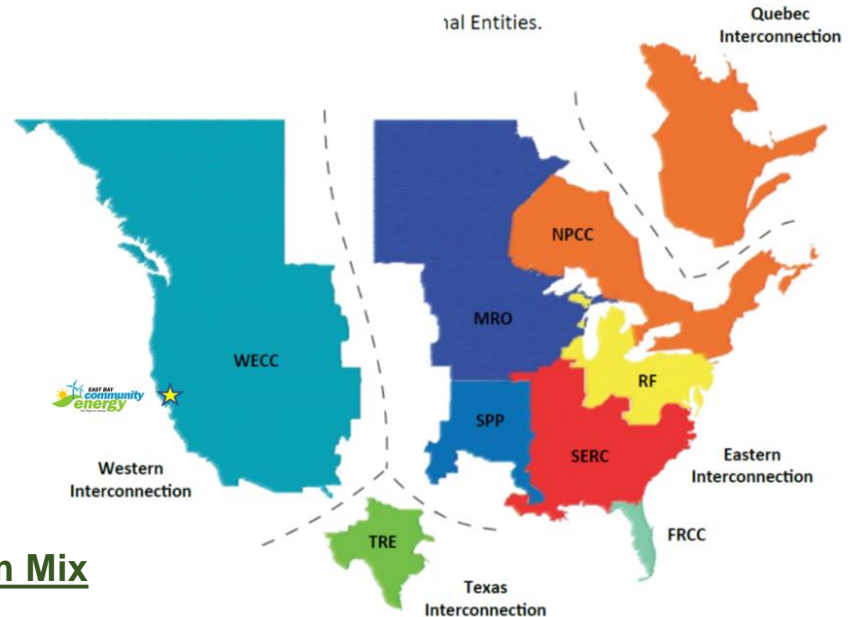 nal Entities.
Quebec
Interconnection
NPCC
MRO
WECC
RF
EAST BAY
community
energy
SPP
SERC
Eastern
Interconnection
Western
Interconnection
FRCC
TRE
n Mix
Texas
Interconnection